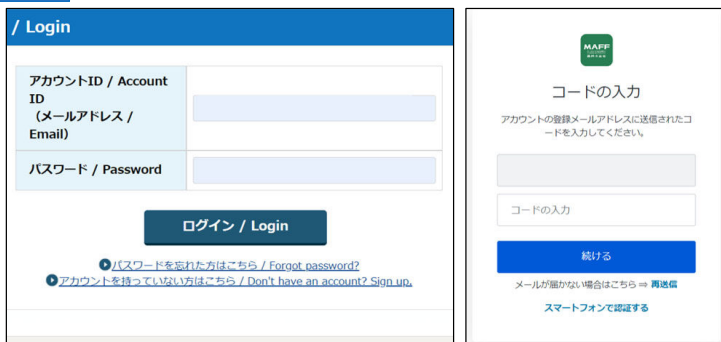 / Login
アカウントID / Account
ID
（メールアドレス /
Email）
パスワード / Password
ログイン / Login
パスワードを忘れた方はこちら / Forgot password?
アカウントを持っていない方はこちら / Don't have an account? Sign up.
MAFF
コードの入力
アカウントの登録メールアドレスに送信されたコ
ードを入力してください。
コードの入力
続ける
メールが届かない場合はこちら ⇒ 再送信
スマートフォンで認証する